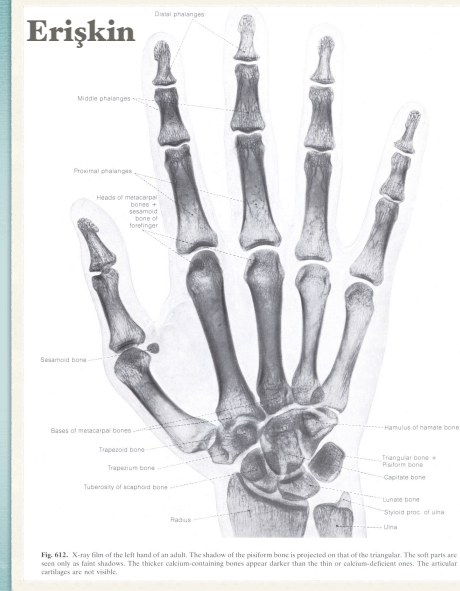 Erişkin
Distal phalanges
Middle phalanges
Proximal phalanges
Heads of metacarpal
bones +
sesamoid
bone of
forefinger
Sesamoid bone
Bases of metacarpal bones
Trapezoid bone
Trapezium bone
Tuberosity of scaphoid bone
Radius
Hamulus of hamate bone
Triangular bone +
Pisiform bone
Capitate bone
Lunate bone
Styloid proc. of ulna
Ulna
Fig. 612. X-ray film of the left hand of an adult. The shadow of the pisiform bone is projected on that of the triangular. The soft parts are
seen only as faint shadows. The thicker calcium-containing bones appear darker than the thin or calcium-deficient ones. The articular
cartilages are not visible.